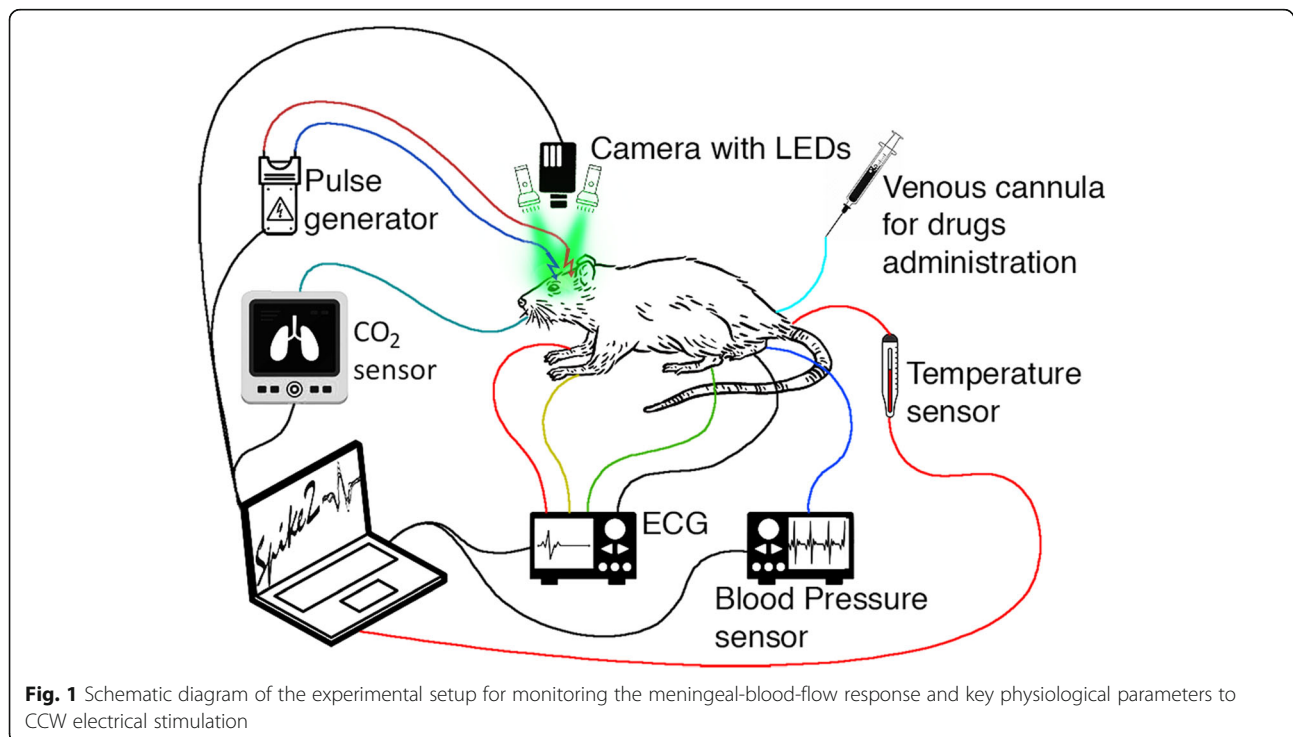 Camera with LEDs
Pulse
generator
Venous cannula
for drugs
administration
CO₂
sensor
Temperature
sensor
Spike2
ECG
Blood Pressure
sensor
Fig. 1 Schematic diagram of the experimental setup for monitoring the meningeal-blood-flow response and key physiological parameters to
CCW electrical stimulation